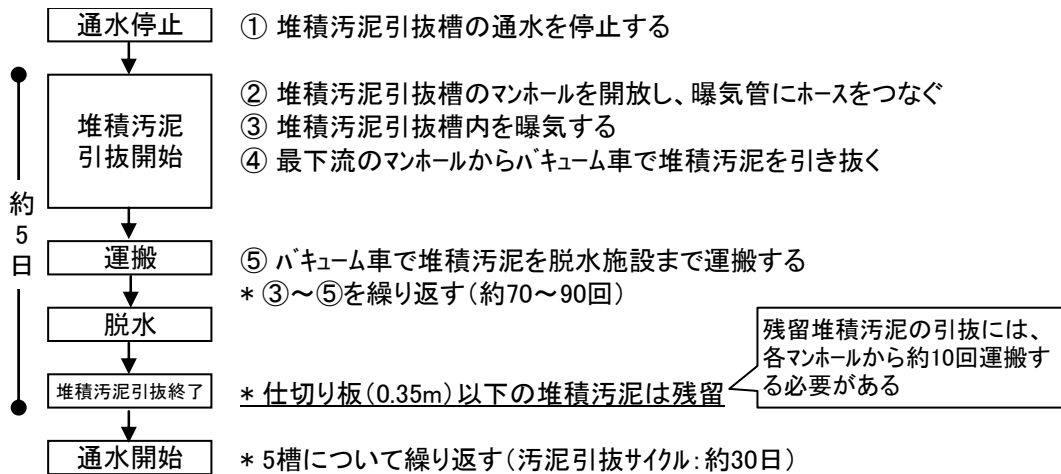 通水停止
① 堆積汚泥引抜槽の通水を停止する
堆積汚泥
引抜開始
② 堆積汚泥引抜槽のマンホールを開放し、曝気管にホースをつなぐ
③ 堆積汚泥引抜槽内を曝気する
④ 最下流のマンホールからバキューム車で堆積汚泥を引き抜く
約
5
日
運搬
⑤ バキューム車で堆積汚泥を脱水施設まで運搬する
* ③～⑤を繰り返す(約70～90回)
脱水
残留堆積汚泥の引抜には、
各マンホールから約10回運搬す
る必要がある
堆積汚泥引抜終了
* 仕切り板(0.35m)以下の堆積汚泥は残留
通水開始
* 5槽について繰り返す(汚泥引抜サイクル:約30日)